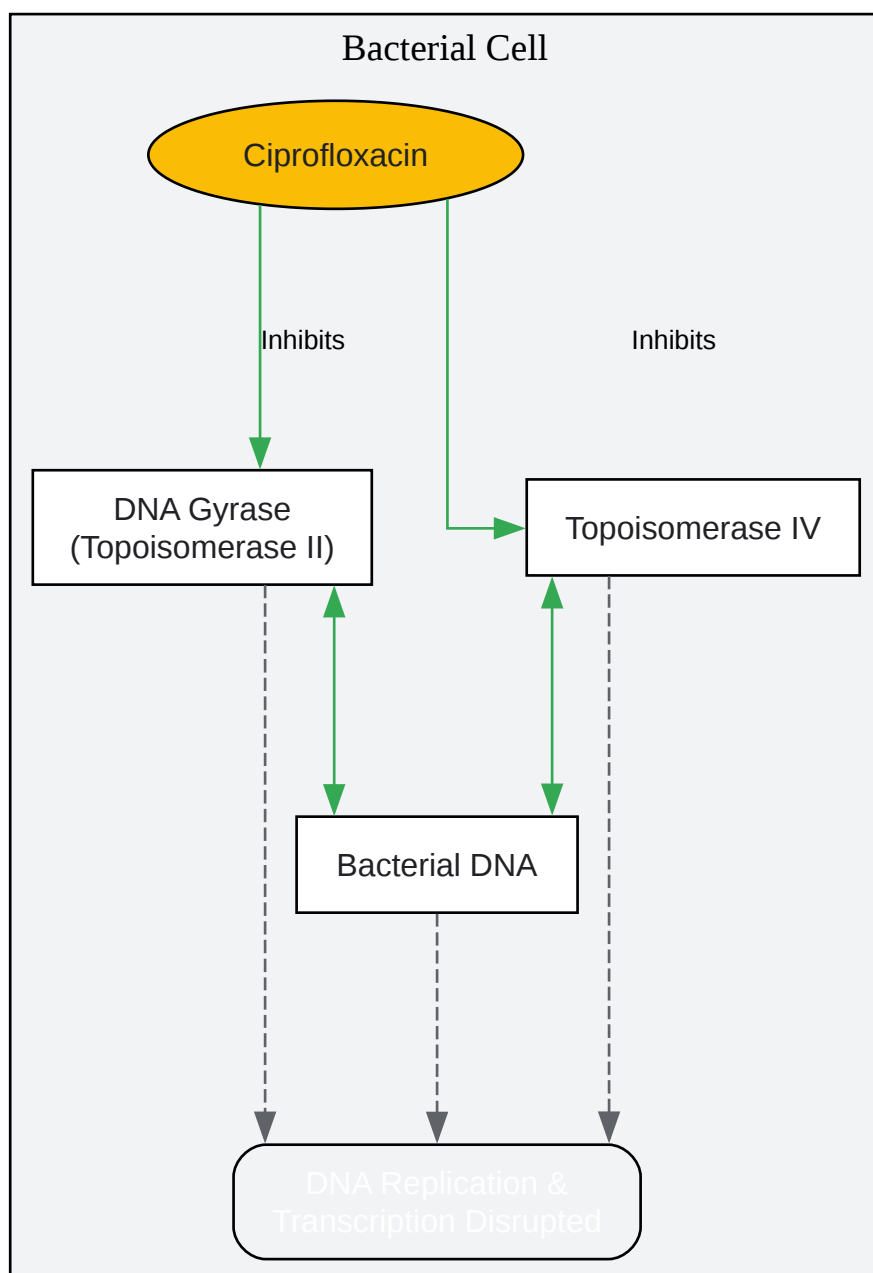 Bacterial Cell
Ciprofloxacin
Inhibits
Inhibits
DNA Gyrase
(Topoisomerase II)
Topoisomerase IV
Bacterial DNA
DNA Replication &
Transcription Disrupted